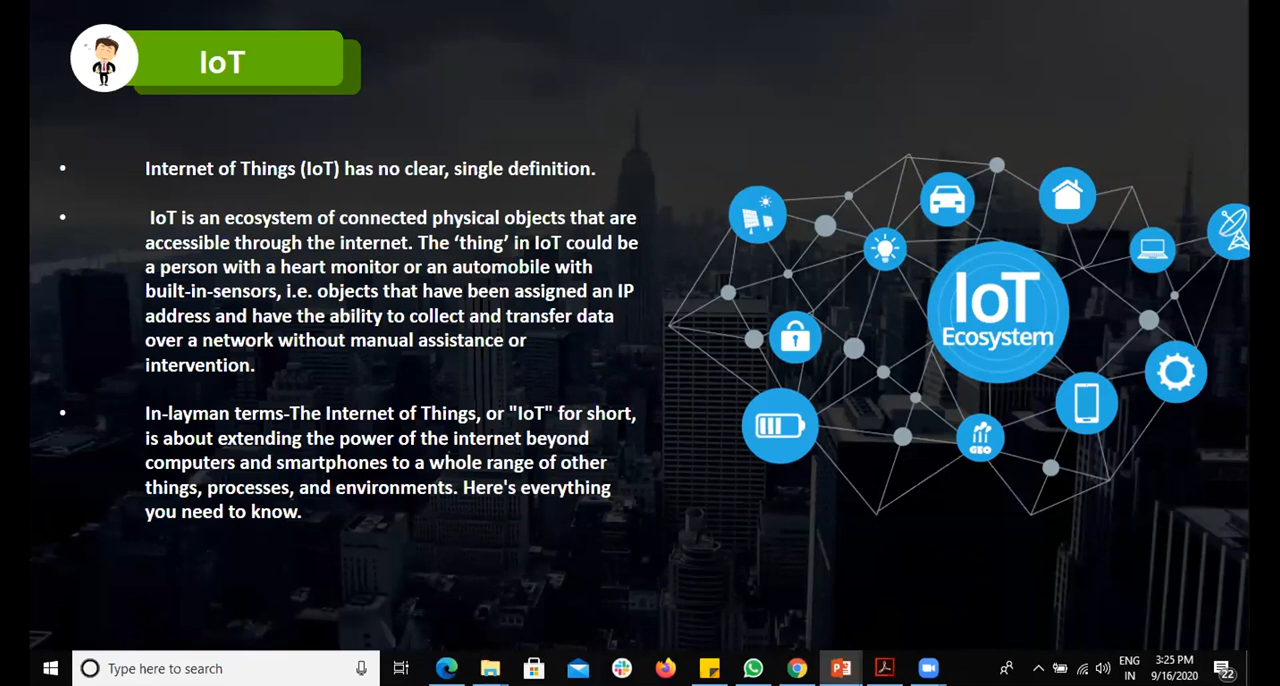 IoT
• Internet of Things (IoT) has no clear, single definition.
• IoT is an ecosystem of connected physical objects that are
accessible through the internet. The ‘thing’ in IoT could be
a person with a heart monitor or an automobile with
built-in-sensors, i.e. objects that have been assigned an IP
address and have the ability to collect and transfer data
over a network without manual assistance or
intervention.
• In-layman terms-The Internet of Things, or "IoT" for short,
is about extending the power of the internet beyond
computers and smartphones to a whole range of other
things, processes, and environments. Here's everything
you need to know.
IoT
Ecosystem
GEO
Type here to search
ENG
IN
3:25 PM
9/16/2020
22